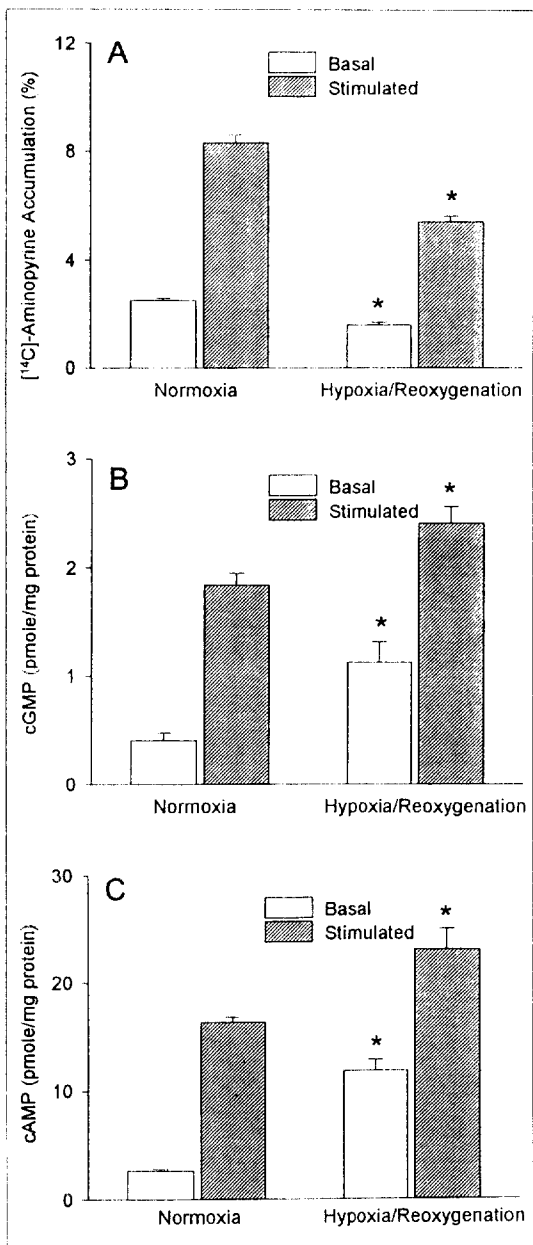 A
12
Basal
Stimulated
[¹⁴C]-Aminopyrine Accumulation (%)
8
*
4
*
0
Normoxia
Hypoxia/Reoxygenation
B
3
Basal
Stimulated
*
cGMP (pmole/mg protein)
2
*
1
0
Normoxia
Hypoxia/Reoxygenation
C
30
Basal
Stimulated
*
cAMP (pmole/mg protein)
20
*
10
0
Normoxia
Hypoxia/Reoxygenation